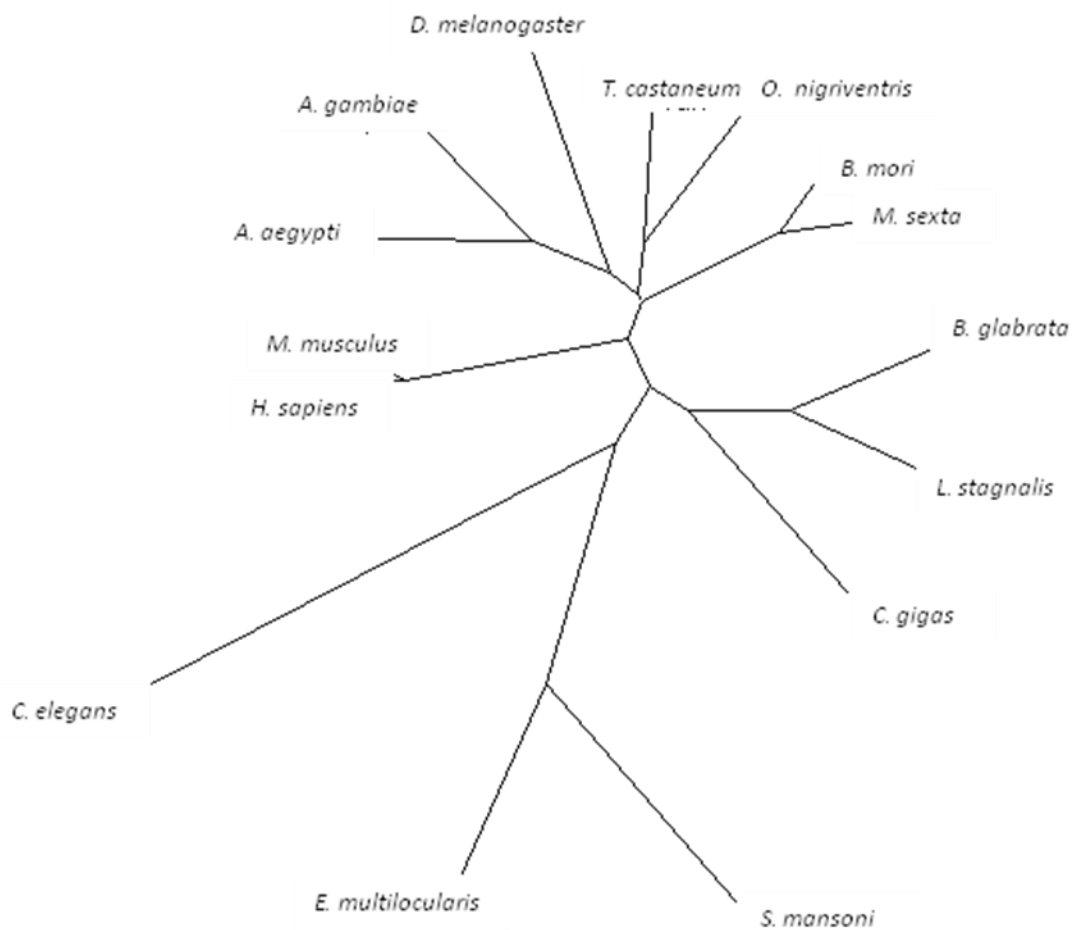 D. melanogaster
T. castaneum O. nigriventris
A. gambiae
B. mori
M. sexta
A. aegypti
B. glabrata
M. musculus
H. sapiens
L. stagnalis
C. gigas
C. elegans
E. multilocularis
S. mansoni